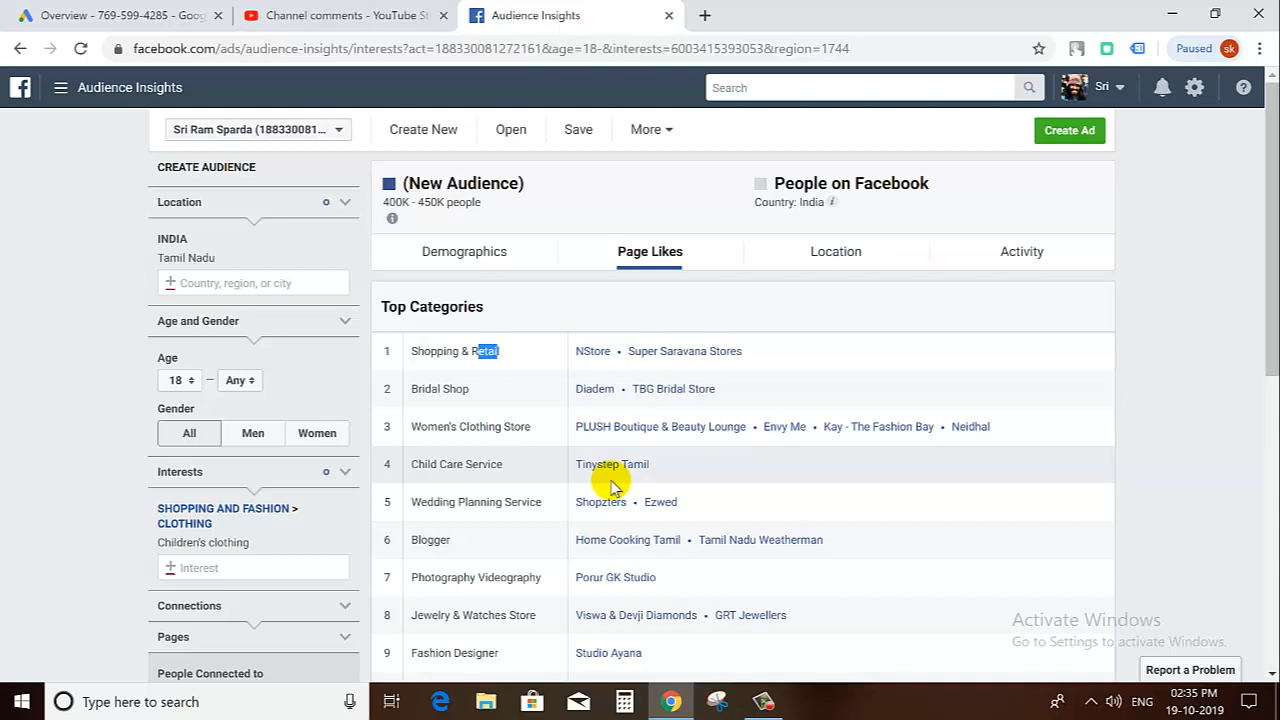 Overview - 769-599-4285 - Goog
Channel comments - YouTube St
Audience Insights
facebook.com/ads/audience-insights/interests?act=188330081272161&age=18-&interests=6003415393053&region=1744
Paused sk
Audience Insights
Search
Sri
Sri Ram Sparda (188330081...
Create New
Open
Save
More
Create Ad
CREATE AUDIENCE
Location
INDIA
Tamil Nadu
Country, region, or city
Age and Gender
Age
18 – Any
Gender
All Men Women
Interests
SHOPPING AND FASHION >
CLOTHING
Children's clothing
Interest
Connections
Pages
People Connected to
(New Audience)
400K - 450K people
People on Facebook
Country: India
Demographics
Page Likes
Location
Activity
Top Categories
1 Shopping & Retail NStore • Super Saravana Stores
2 Bridal Shop Diadem • TBG Bridal Store
3 Women's Clothing Store PLUSH Boutique & Beauty Lounge • Envy Me • Kay - The Fashion Bay • Neidhal
4 Child Care Service Tinystep Tamil
5 Wedding Planning Service Shopzters • Ezwed
6 Blogger Home Cooking Tamil • Tamil Nadu Weatherman
7 Photography Videography Porur GK Studio
8 Jewelry & Watches Store Viswa & Devji Diamonds • GRT Jewellers
9 Fashion Designer Studio Ayana
Activate Windows
Go to Settings to activate Windows.
Report a Problem
Type here to search
ENG
02:35 PM
19-10-2019